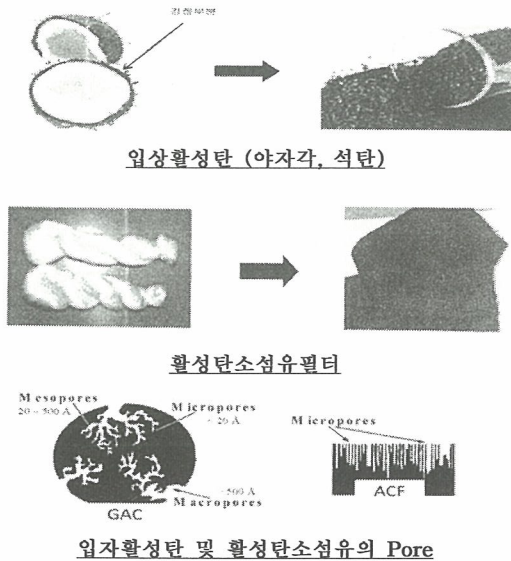 입상활성탄 (야자각, 석탄)
활성탄소섬유필터
Mesopores
20 ~ 500 Å
Micropores
< 20 Å
~500 Å
Macropores
GAC
Micropores
ACF
입자활성탄 및 활성탄소섬유의 Pore